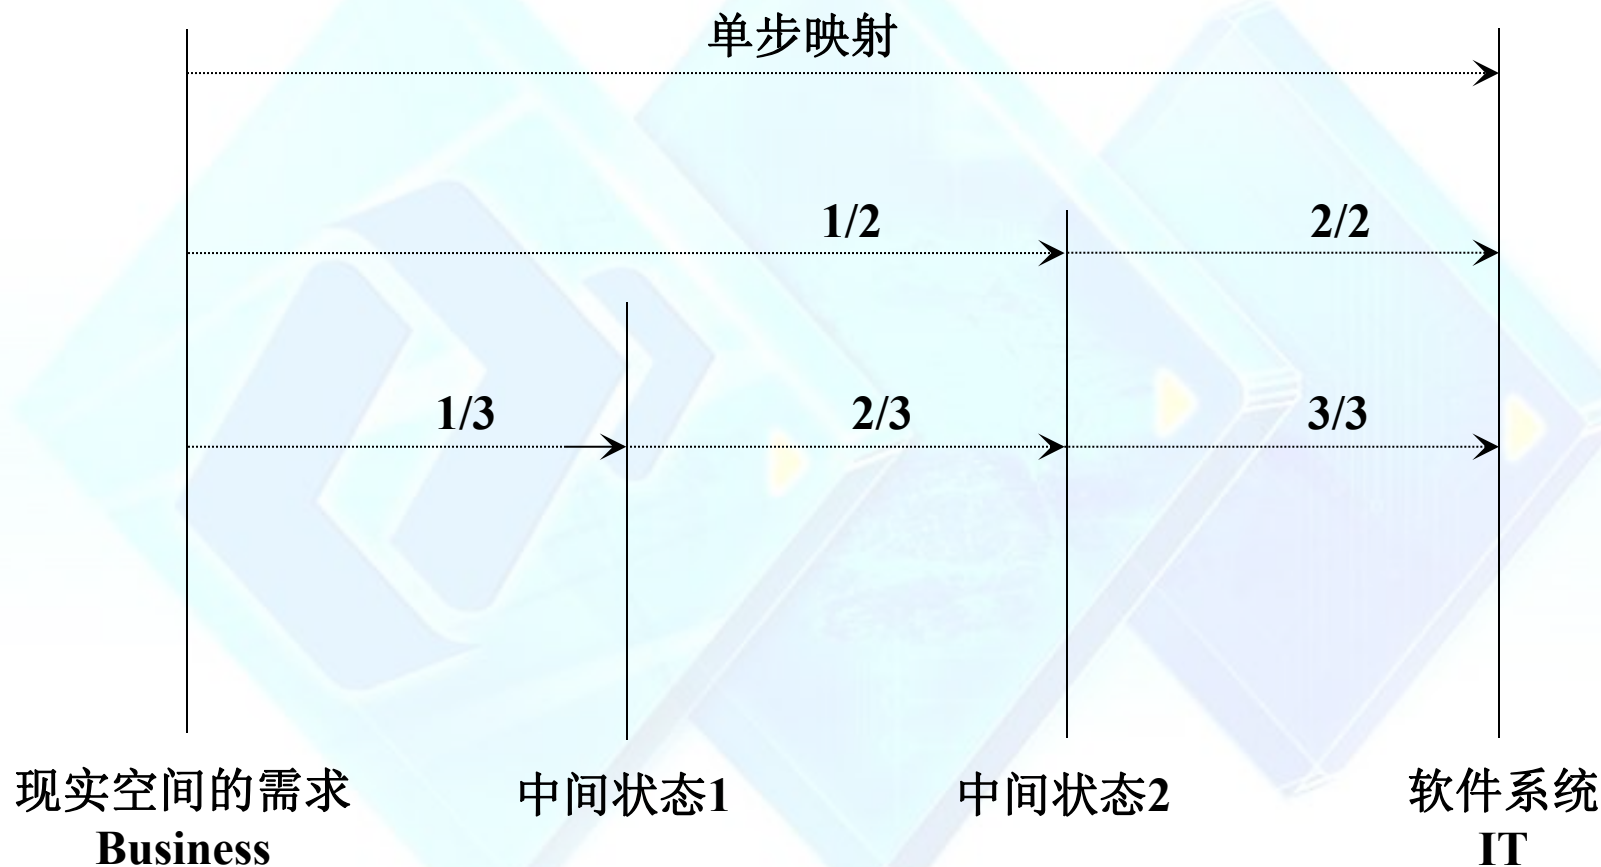 单步映射
1/2
2/2
1/3
2/3
3/3
现实空间的需求
Business
中间状态1
中间状态2
软件系统
IT